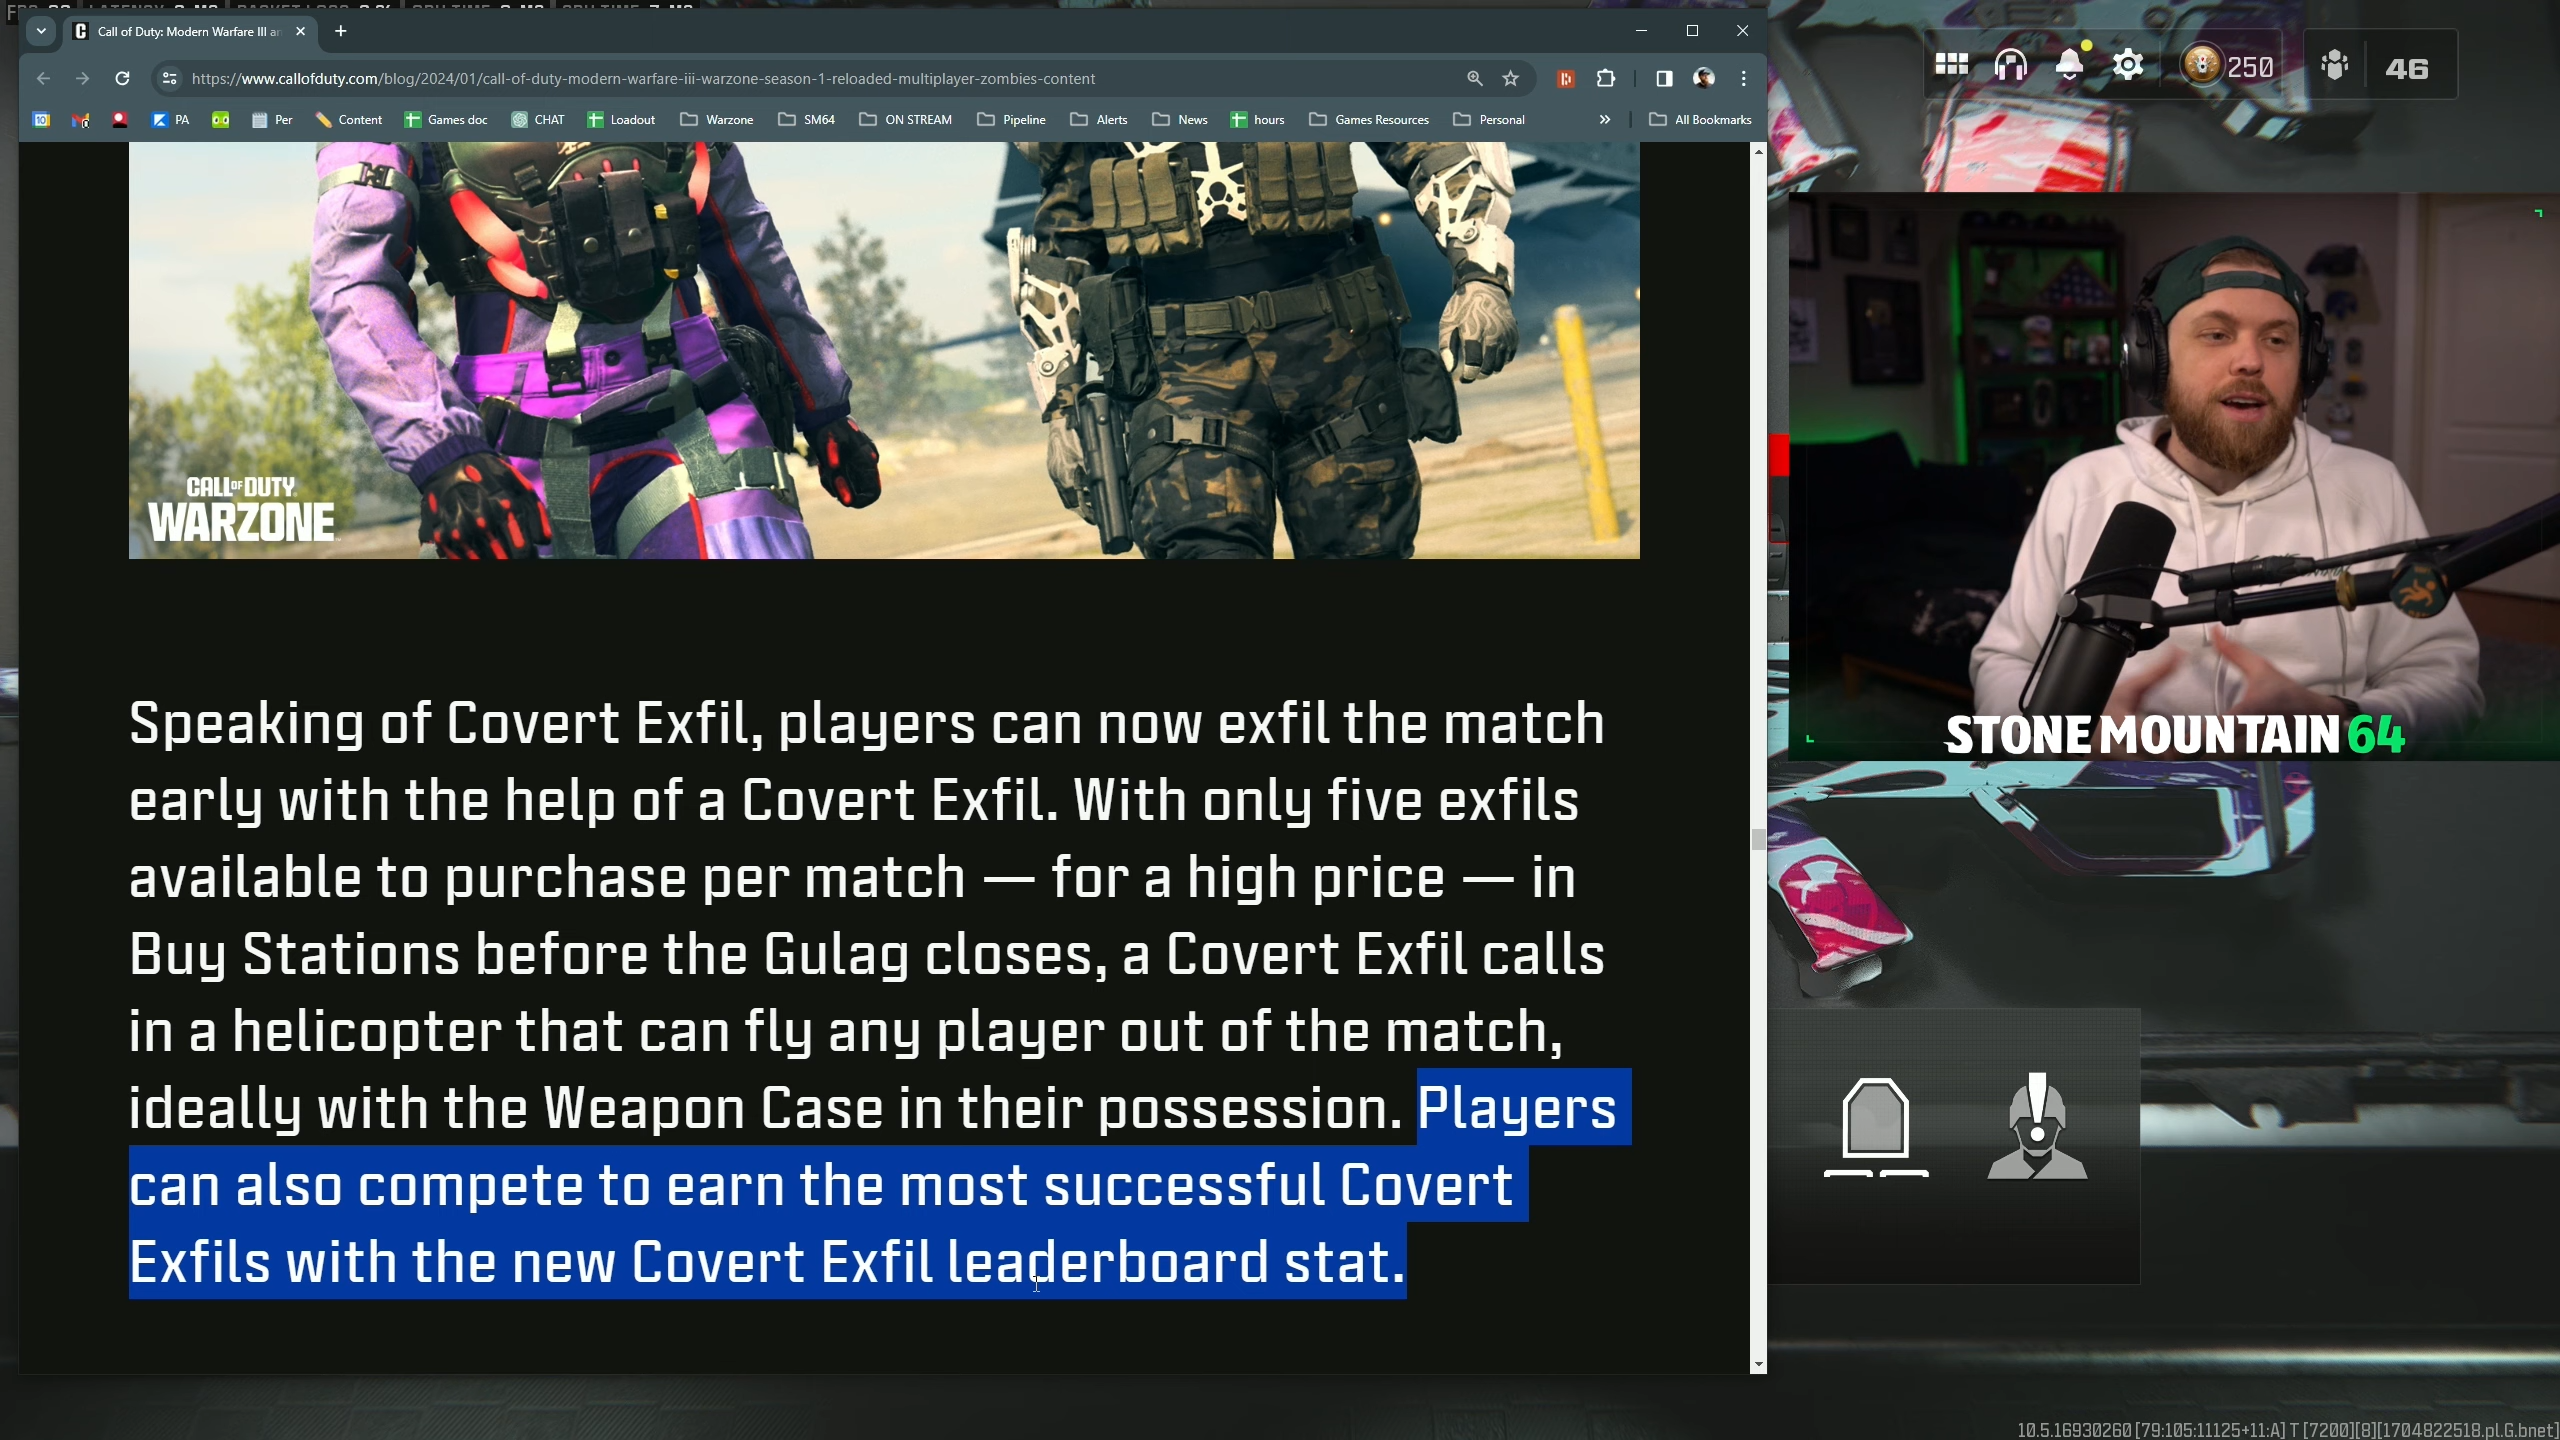 Call of Duty: Modern Warfare III an
https://www.callofduty.com/blog/2024/01/call-of-duty-modern-warfare-iii-warzone-season-1-reloaded-multiplayer-zombies-content
PA
Per
Content
Games doc
CHAT
Loadout
Warzone
SM64
ON STREAM
Pipeline
Alerts
News
hours
Games Resources
Personal
All Bookmarks
250
46
CALL OF DUTY
WARZONE
STONE MOUNTAIN 64
Speaking of Covert Exfil, players can now exfil the match
early with the help of a Covert Exfil. With only five exfils
available to purchase per match — for a high price — in
Buy Stations before the Gulag closes, a Covert Exfil calls
in a helicopter that can fly any player out of the match,
ideally with the Weapon Case in their possession. Players
can also compete to earn the most successful Covert
Exfils with the new Covert Exfil leaderboard stat.
10.5.16930260 [79:105:11125+11:A] T [7200][8][1704822518.pl.G.bnet]